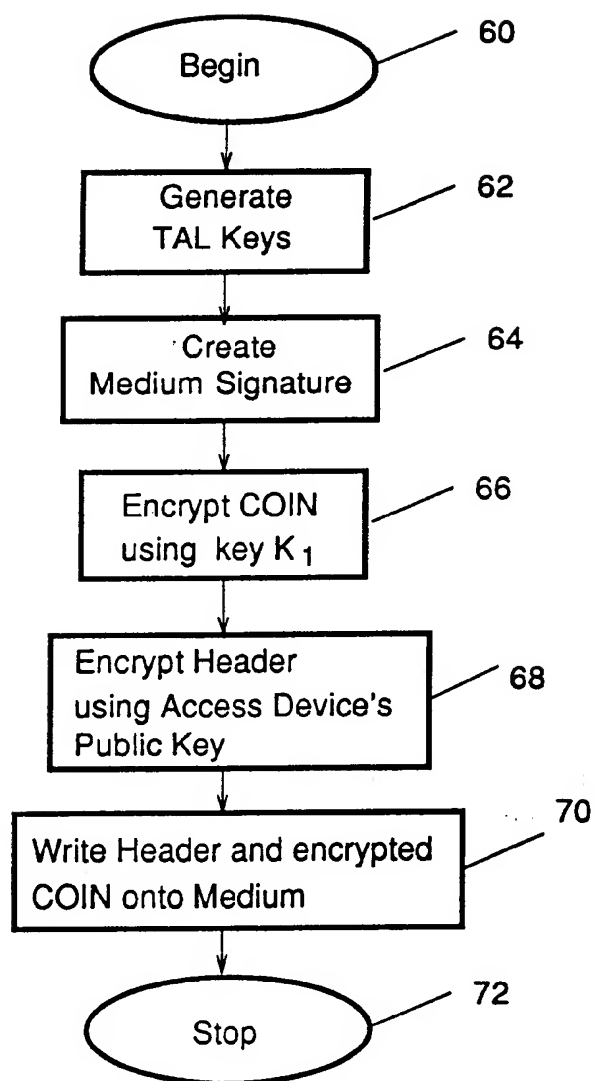 60
Begin
62
Generate
TAL Keys
64
Create
Medium Signature
66
Encrypt COIN
using key K1
68
Encrypt Header
using Access Device's
Public Key
70
Write Header and encrypted
COIN onto Medium
72
Stop